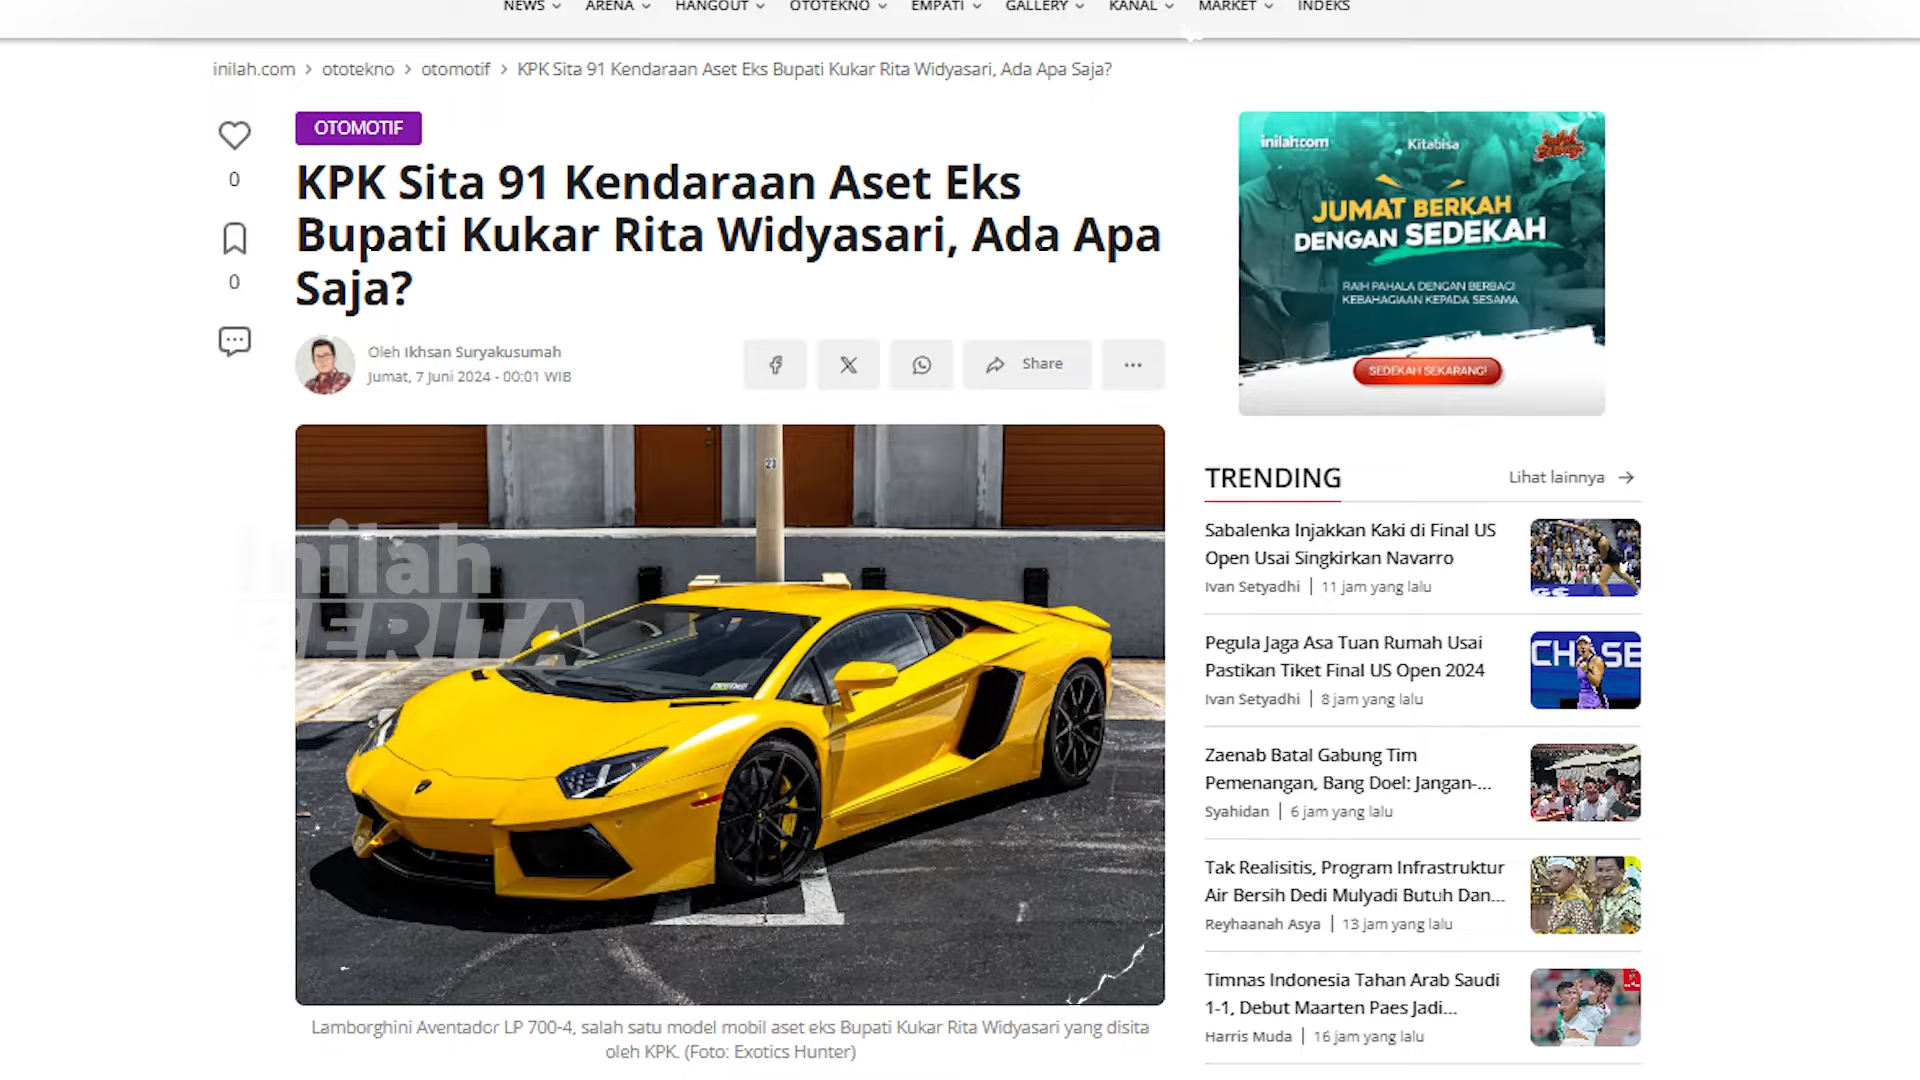 NEWS ARENA HANGOUT OTOTEKNO EMPATI GALLERY KANAL MARKET INDEKS
inilah.com > ototekno > otomotif > KPK Sita 91 Kendaraan Aset Eks Bupati Kukar Rita Widyasari, Ada Apa Saja?
0
0
OTOMOTIF
KPK Sita 91 Kendaraan Aset Eks
Bupati Kukar Rita Widyasari, Ada Apa
Saja?
Oleh Ikhsan Suryakusumah
Jumat, 7 Juni 2024 - 00:01 WIB
Share
23
Inilah
BERITA
Lamborghini Aventador LP 700-4, salah satu model mobil aset eks Bupati Kukar Rita Widyasari yang disita
oleh KPK. (Foto: Exotics Hunter)
inilah.com Kitabisa
JUMAT BERKAH
DENGAN SEDEKAH
RAIH PAHALA DENGAN BERBAGI
KEBAHAGIAAN KEPADA SESAMA
SEDEKAH SEKARANG!
TRENDING Lihat lainnya
Sabalenka Injakkan Kaki di Final US
Open Usai Singkirkan Navarro
Ivan Setyadhi | 11 jam yang lalu
Pegula Jaga Asa Tuan Rumah Usai
Pastikan Tiket Final US Open 2024
Ivan Setyadhi | 8 jam yang lalu
CHASE
Zaenab Batal Gabung Tim
Pemenangan, Bang Doel: Jangan-...
Syahidan | 6 jam yang lalu
Tak Realisitis, Program Infrastruktur
Air Bersih Dedi Mulyadi Butuh Dan...
Reyhaanah Asya | 13 jam yang lalu
Timnas Indonesia Tahan Arab Saudi
1-1, Debut Maarten Paes Jadi...
Harris Muda | 16 jam yang lalu